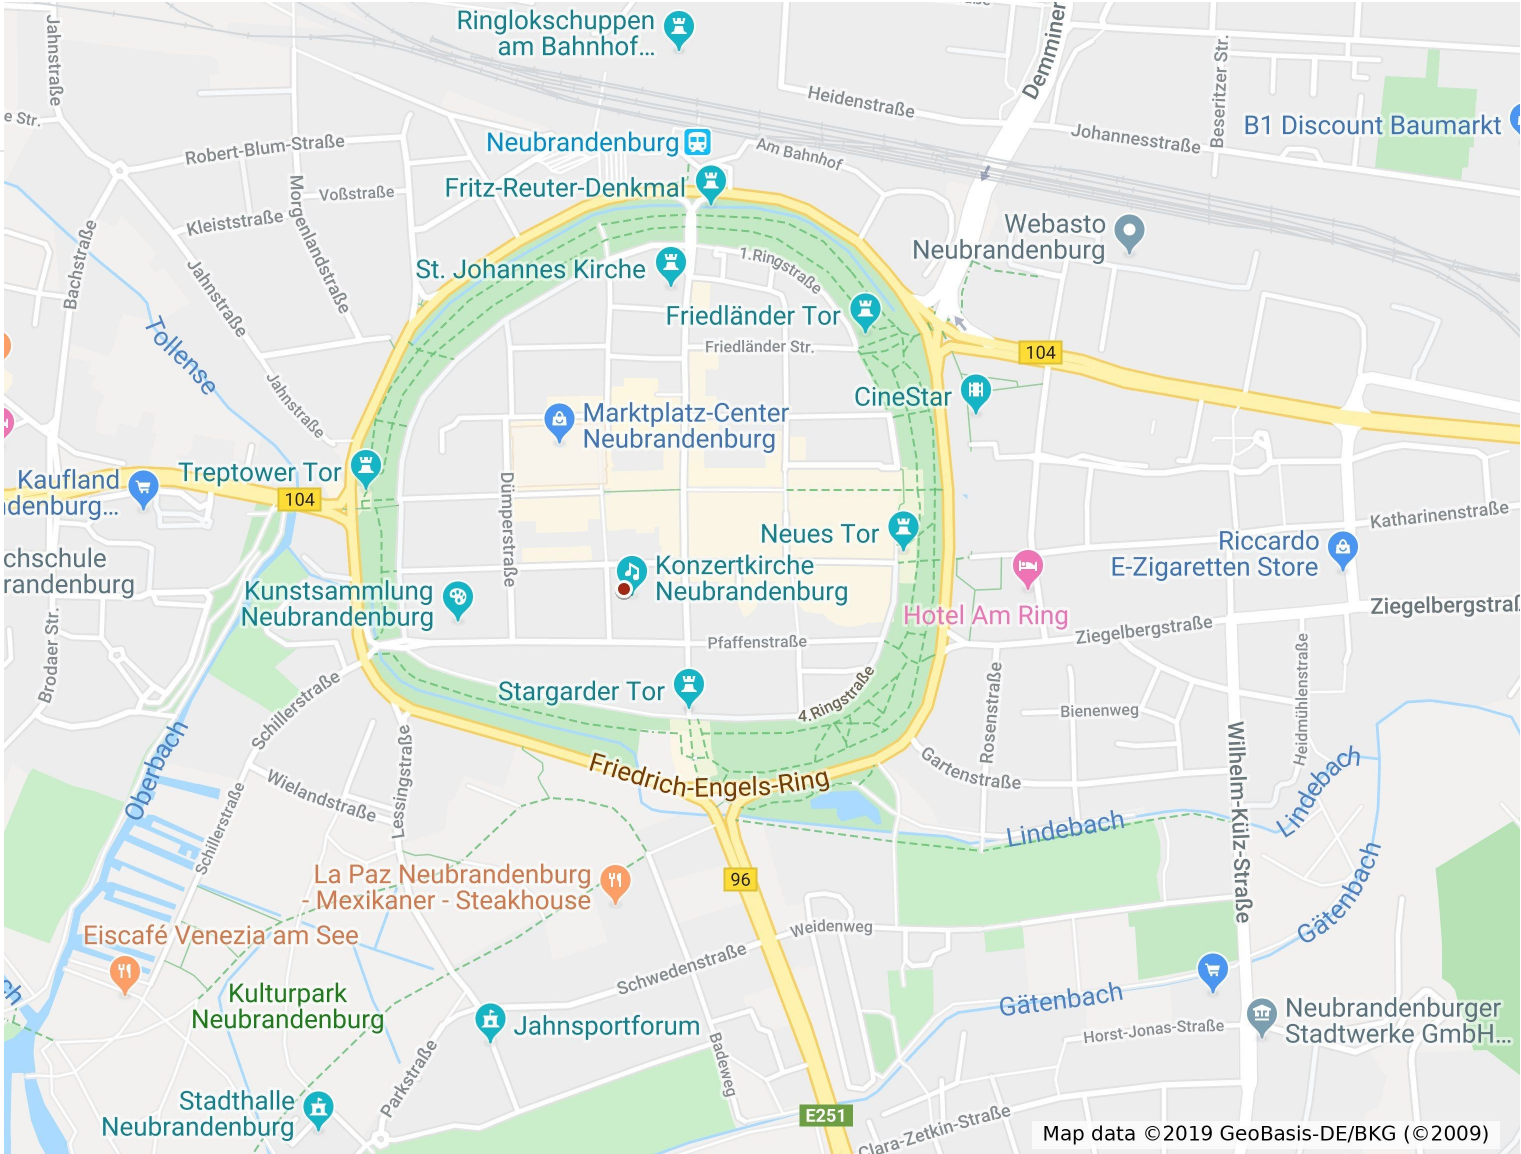 Ringlokschuppen
am Bahnhof...
Jahnstraße
Demminer
Heidenstraße
Beseritzer Str.
e Str.
Johannesstraße
B1 Discount Baumarkt
Robert-Blum-Straße
Neubrandenburg
Am Bahnhof
Fritz-Reuter-Denkmal
Voßstraße
Kleiststraße
Morgenlandstraße
Bachstraße
Jahnstraße
Webasto
Neubrandenburg
1.Ringstraße
St. Johannes Kirche
Friedländer Tor
Friedländer Str.
104
Tollense
Jahnstraße
CineStar
Marktplatz-Center
Neubrandenburg
Kaufland
denburg...
Treptower Tor
104
Dümperstraße
Neues Tor
Katharinenstraße
Riccardo
E-Zigaretten Store
chschule
randenburg
Konzertkirche
Neubrandenburg
Kunstsammlung
Neubrandenburg
Hotel Am Ring
Ziegelbergstraß
Ziegelbergstraße
Brodaer Str.
Pfaffenstraße
Stargarder Tor
4.Ringstraße
Schillerstraße
Rosenstraße
Bienenweg
Heidmühlenstraße
Wilhelm-Külz-Straße
Oberbach
Lessingstraße
Friedrich-Engels-Ring
Gartenstraße
Wielandstraße
Schillerstraße
Lindebach
Lindebach
La Paz Neubrandenburg
- Mexikaner - Steakhouse
96
Gätenbach
Eiscafé Venezia am See
Weidenweg
Schwedenstraße
ch
Kulturpark
Neubrandenburg
Jahnsportforum
Gätenbach
Neubrandenburger
Stadtwerke GmbH...
Horst-Jonas-Straße
Badeweg
Parkstraße
Stadthalle
Neubrandenburg
E251
Clara-Zetkin-Straße
Map data ©2019 GeoBasis-DE/BKG (©2009)